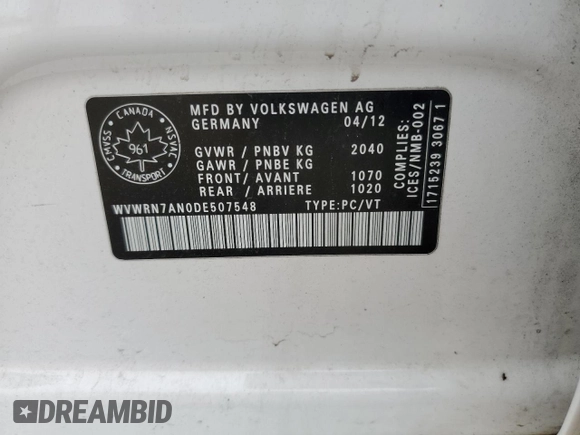 CANADA
CMVSS
NSVAC
961
TRANSPORT
MFD BY VOLKSWAGEN AG
GERMANY 04/12
GVWR / PNBV KG 2040
GAWR / PNBE KG
FRONT/ AVANT 1070
REAR / ARRIERE 1020
WVWRN7AN0DE507548 TYPE:PC/VT
COMPLIES:
ICES/NMB-002
1715239 3067 1
DREAMBID